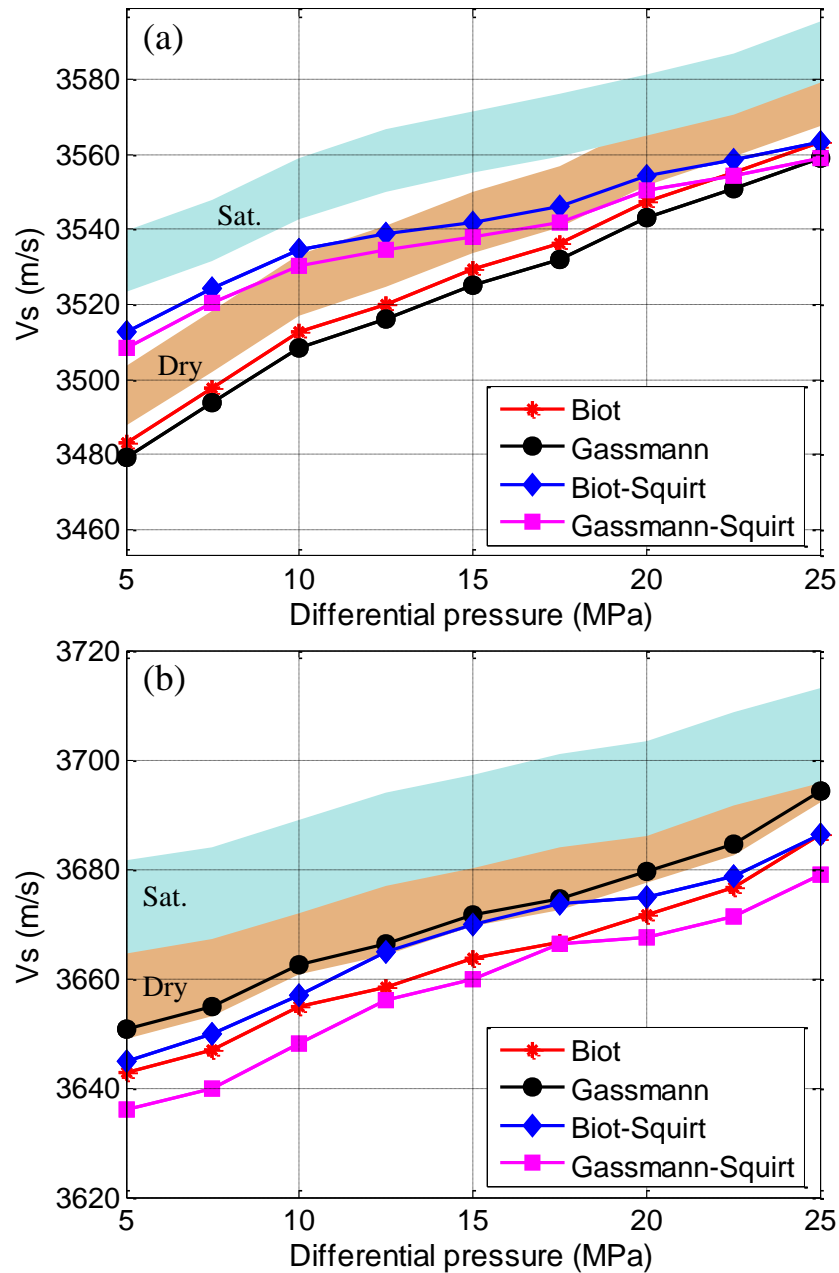 (a)
3580
3560
3540
3520
3500
3480
3460
Vs (m/s)
Sat.
Dry
Biot
Gassmann
Biot-Squirt
Gassmann-Squirt
5 10 15 20 25
Differential pressure (MPa)
(b)
3720
3700
3680
3660
3640
3620
Vs (m/s)
Sat.
Dry
Biot
Gassmann
Biot-Squirt
Gassmann-Squirt
5 10 15 20 25
Differential pressure (MPa)